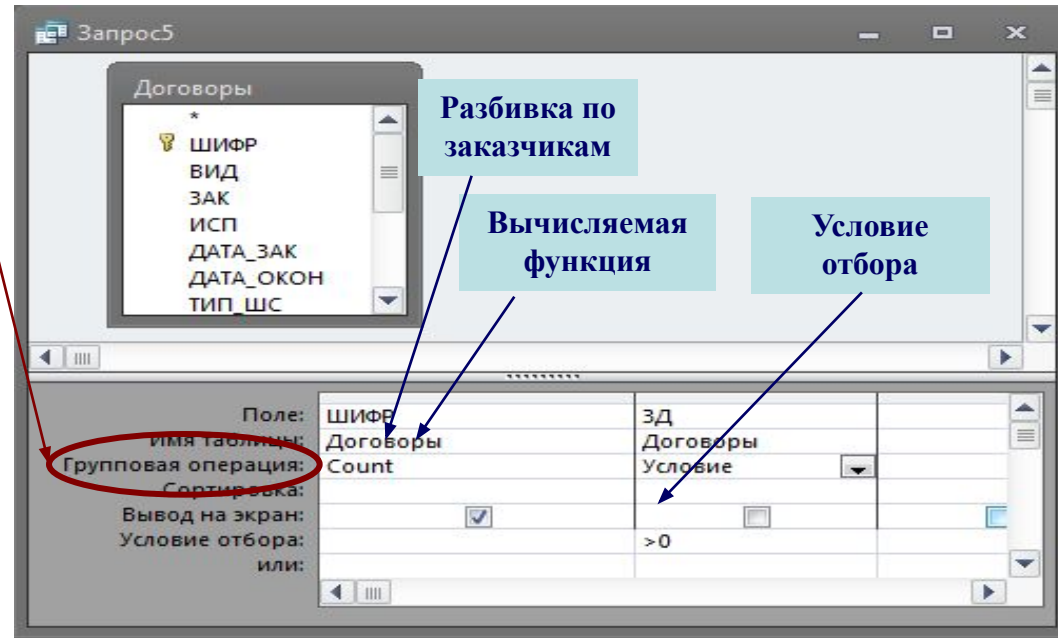 Запрос5
Договоры
*
ШИФР
ВИД
ЗАК
ИСП
ДАТА_ЗАК
ДАТА_ОКОН
ТИП_ШС
Разбивка по
заказчикам
Вычисляемая
функция
Условие
отбора
Поле: ШИФР ЗД
Имя таблицы: Договоры Договоры
Групповая операция: Count Условие
Сортировка:
Вывод на экран:
Условие отбора: >0
или: